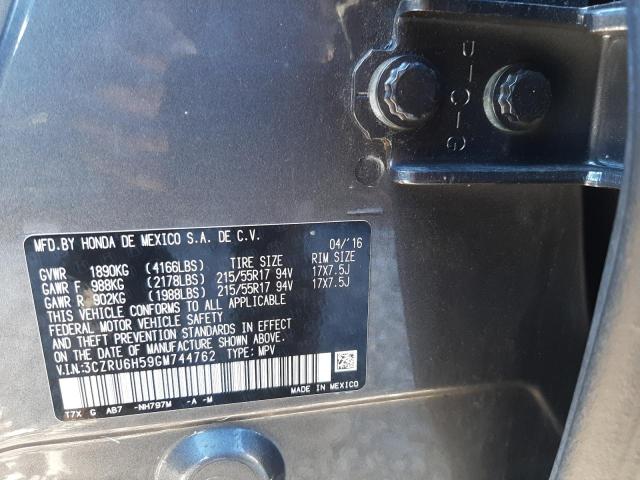 MFD.BY HONDA DE MEXICO S.A. DE C.V. 04/'16
GVWR 1890KG (4166LBS) TIRE SIZE RIM SIZE
GAWR F 988KG (2178LBS) 215/55R17 94V 17X7.5J
GAWR R 902KG (1988LBS) 215/55R17 94V 17X7.5J
THIS VEHICLE CONFORMS TO ALL APPLICABLE
FEDERAL MOTOR VEHICLE SAFETY
AND THEFT PREVENTION STANDARDS IN EFFECT
ON THE DATE OF MANUFACTURE SHOWN ABOVE.
V.I.N:3CZRU6H59GM744762 TYPE: MPV
MADE IN MEXICO
T7X G AB7 -NH797M -A -M